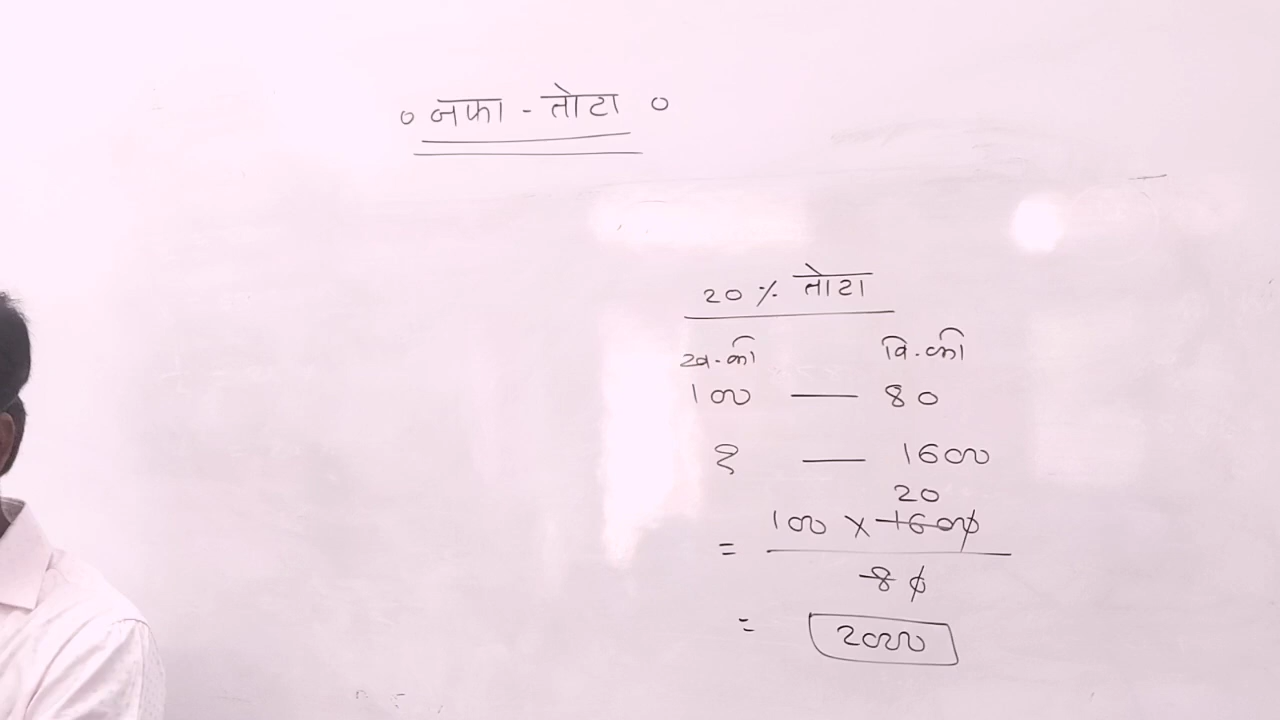 ० नफा - तोटा ०
20 % तोटा
ख.की वि.की
100 — 80
? — 1600
20
= 100 x 1600
80
= 2000